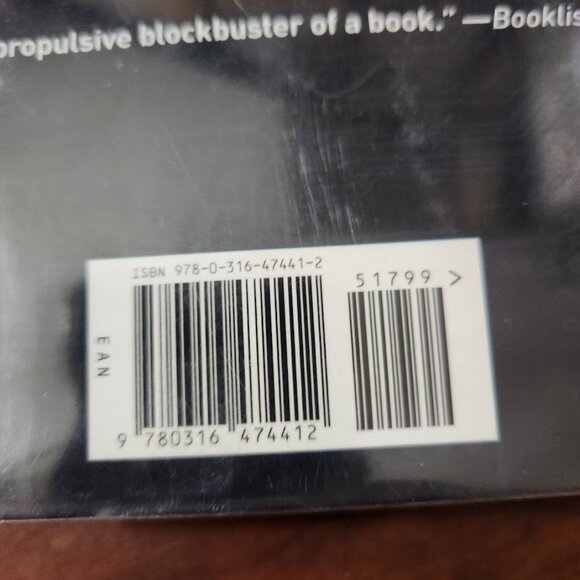 propulsive blockbuster of a book.” —Booklis
ISBN 978-0-316-47441-2
51799 >
EAN
9 780316 474412